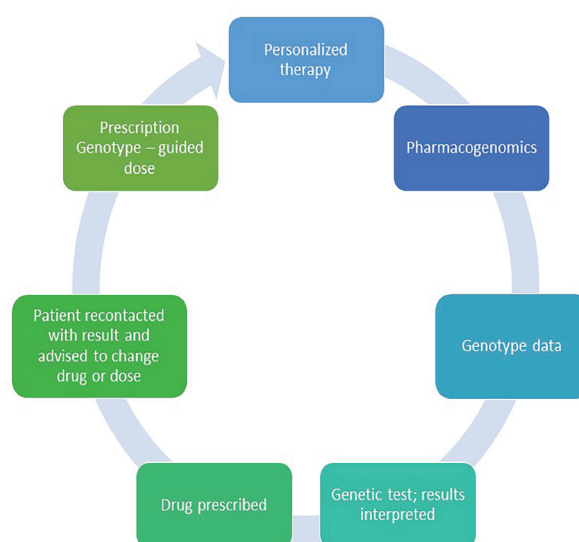 Personalized
therapy
Pharmacogenomics
Genotype data
Genetic test; results
interpreted
Drug prescribed
Patient recontacted
with result and
advised to change
drug or dose
Prescription
Genotype – guided
dose